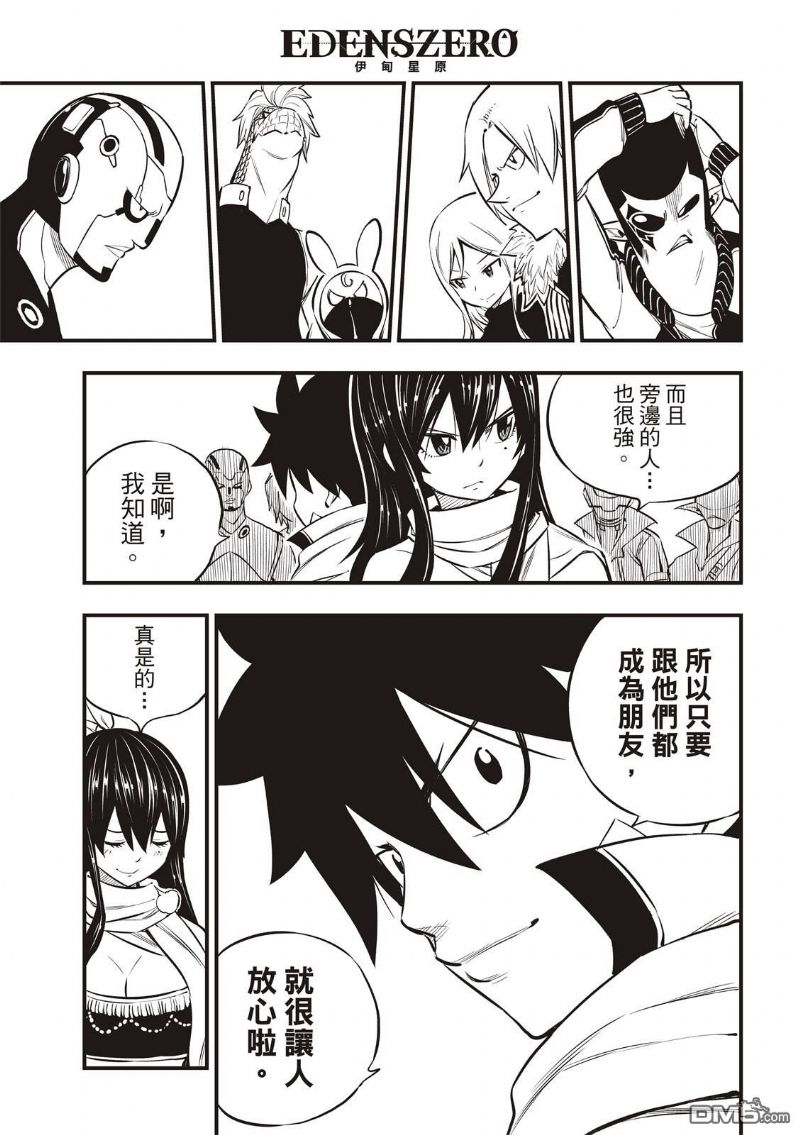 EDENSZERO
伊甸星原
而且
旁邊的人…
也很強。
是啊，
我知道。
所以只要
跟他們都
成為朋友，
就很讓人
放心啦。
真是的…
DM5.com